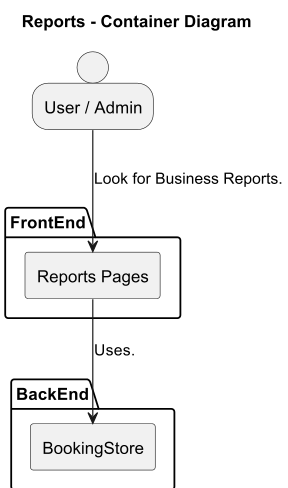 Reports - Container Diagram
User / Admin
Look for Business Reports.
FrontEnd
Reports Pages
Uses.
BackEnd
BookingStore